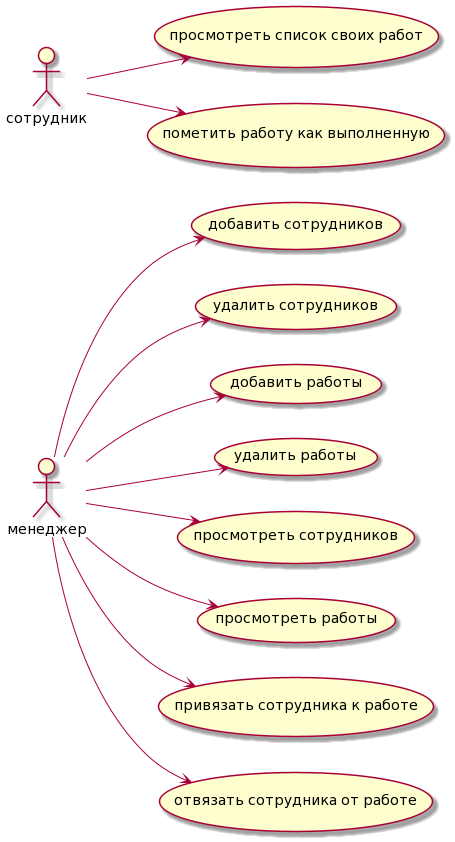 просмотреть список своих работ
сотрудник
пометить работу как выполненную
добавить сотрудников
удалить сотрудников
добавить работы
удалить работы
менеджер
просмотреть сотрудников
просмотреть работы
привязать сотрудника к работе
отвязать сотрудника от работе